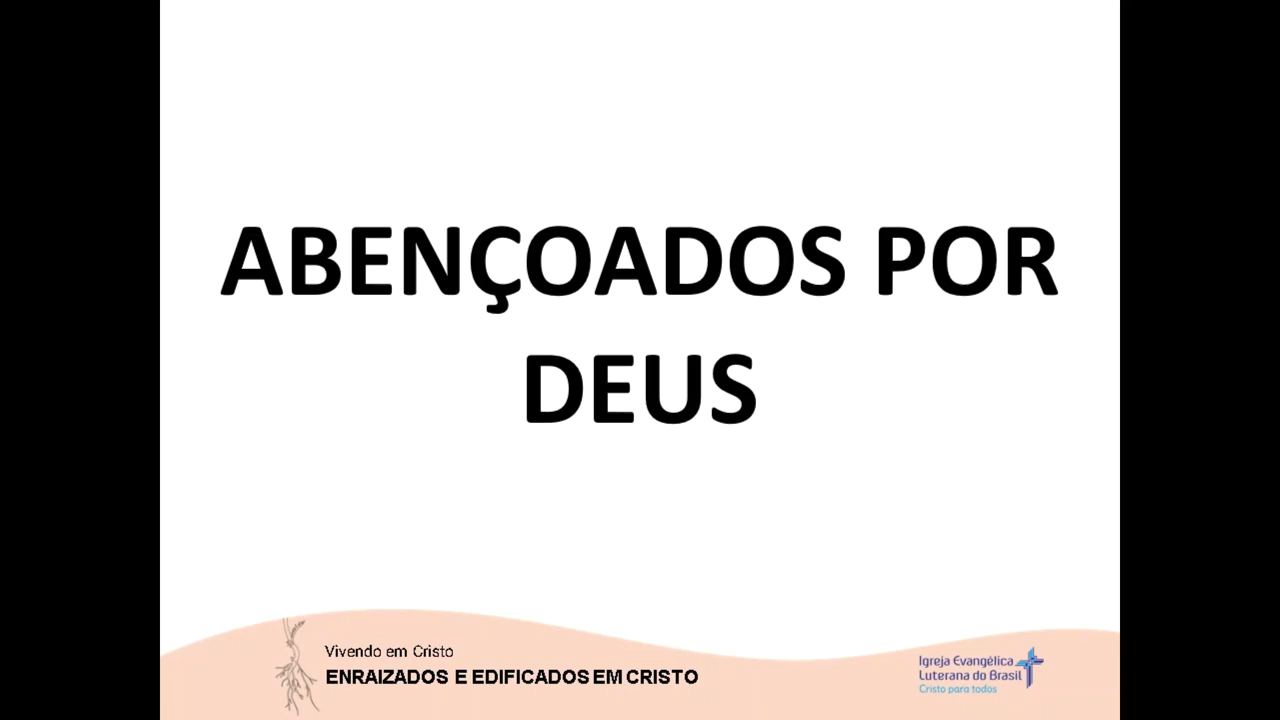 ABENÇOADOS POR
DEUS
Vivendo em Cristo
ENRAIZADOS E EDIFICADOS EM CRISTO
Igreja Evangélica
Luterana do Brasil
Cristo para todos